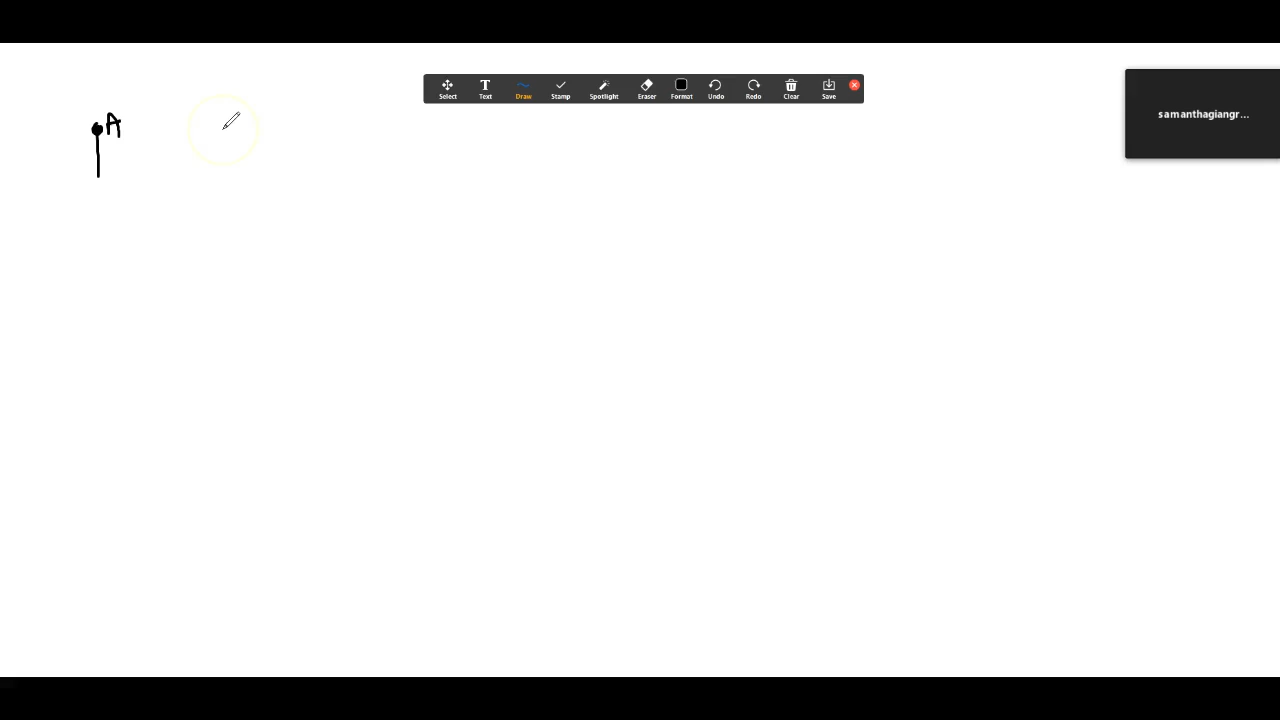 Select Text Draw Stamp Spotlight Eraser Format Undo Redo Clear Save
samanthagiangr...
A